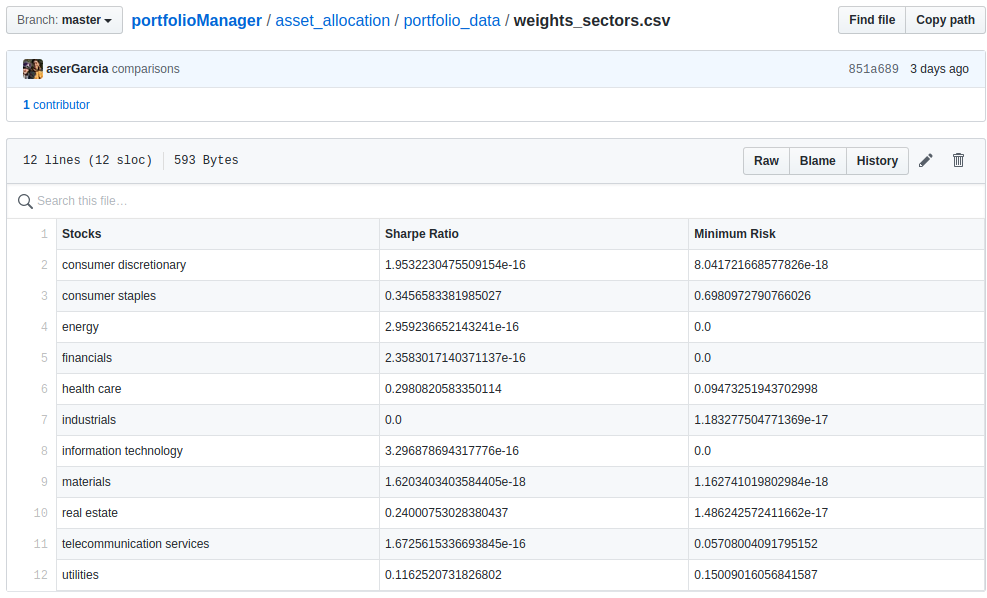 Branch: master portfolioManager / asset_allocation / portfolio_data / weights_sectors.csv Find file Copy path
aserGarcia comparisons 851a689 3 days ago
1 contributor
12 lines (12 sloc) 593 Bytes Raw Blame History
Search this file…
1 Stocks Sharpe Ratio Minimum Risk
2 consumer discretionary 1.9532230475509154e-16 8.041721668577826e-18
3 consumer staples 0.3456583381985027 0.6980972790766026
4 energy 2.959236652143241e-16 0.0
5 financials 2.3583017140371137e-16 0.0
6 health care 0.2980820583350114 0.09473251943702998
7 industrials 0.0 1.183277504771369e-17
8 information technology 3.296878694317776e-16 0.0
9 materials 1.6203403403584405e-18 1.162741019802984e-18
10 real estate 0.24000753028380437 1.486242572411662e-17
11 telecommunication services 1.6725615336693845e-16 0.05708004091795152
12 utilities 0.1162520731826802 0.15009016056841587